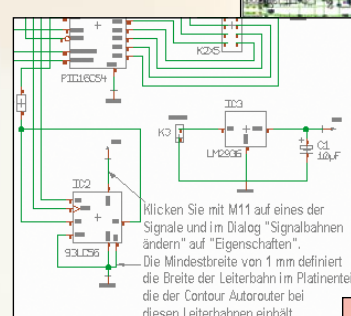 PIC16C54
K2X5
IC3
K3
LM2936
C1
10µF
IC2
93LC56
Klicken Sie mit M11 auf eines der
Signale und im Dialog "Signalbahnen
ändern" auf "Eigenschaften".
Die Mindestbreite von 1 mm definiert
die Breite der Leiterbahn im Platinentei
die der Contour Autorouter bei
diesen Leiterbahnen einhält